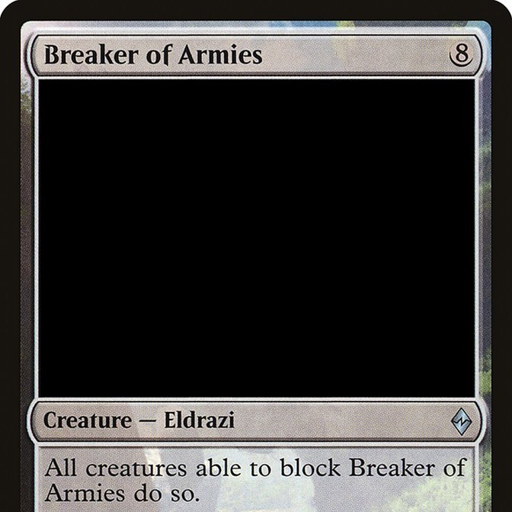 Breaker of Armies 8
Creature — Eldrazi
All creatures able to block Breaker of
Armies do so.